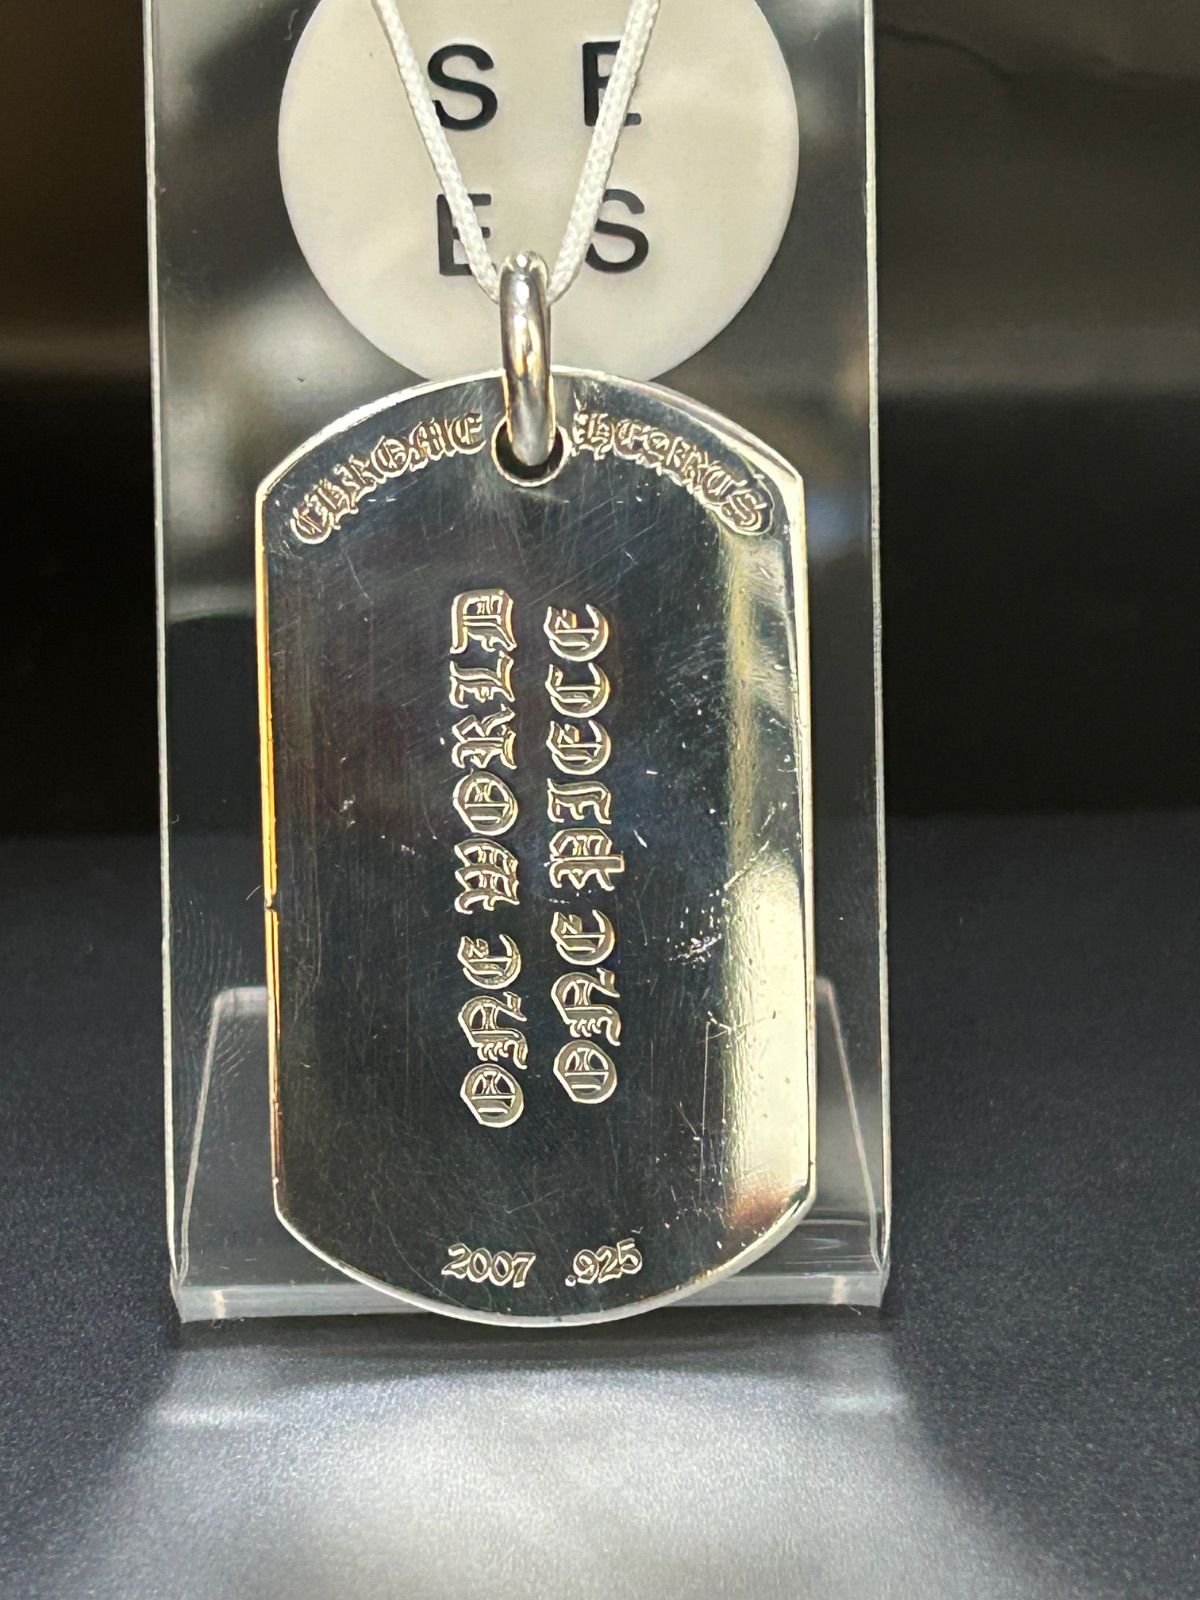 S E
E S
CHROME HEARTS
ONE WORLD
ONE PIECE
2007 .925